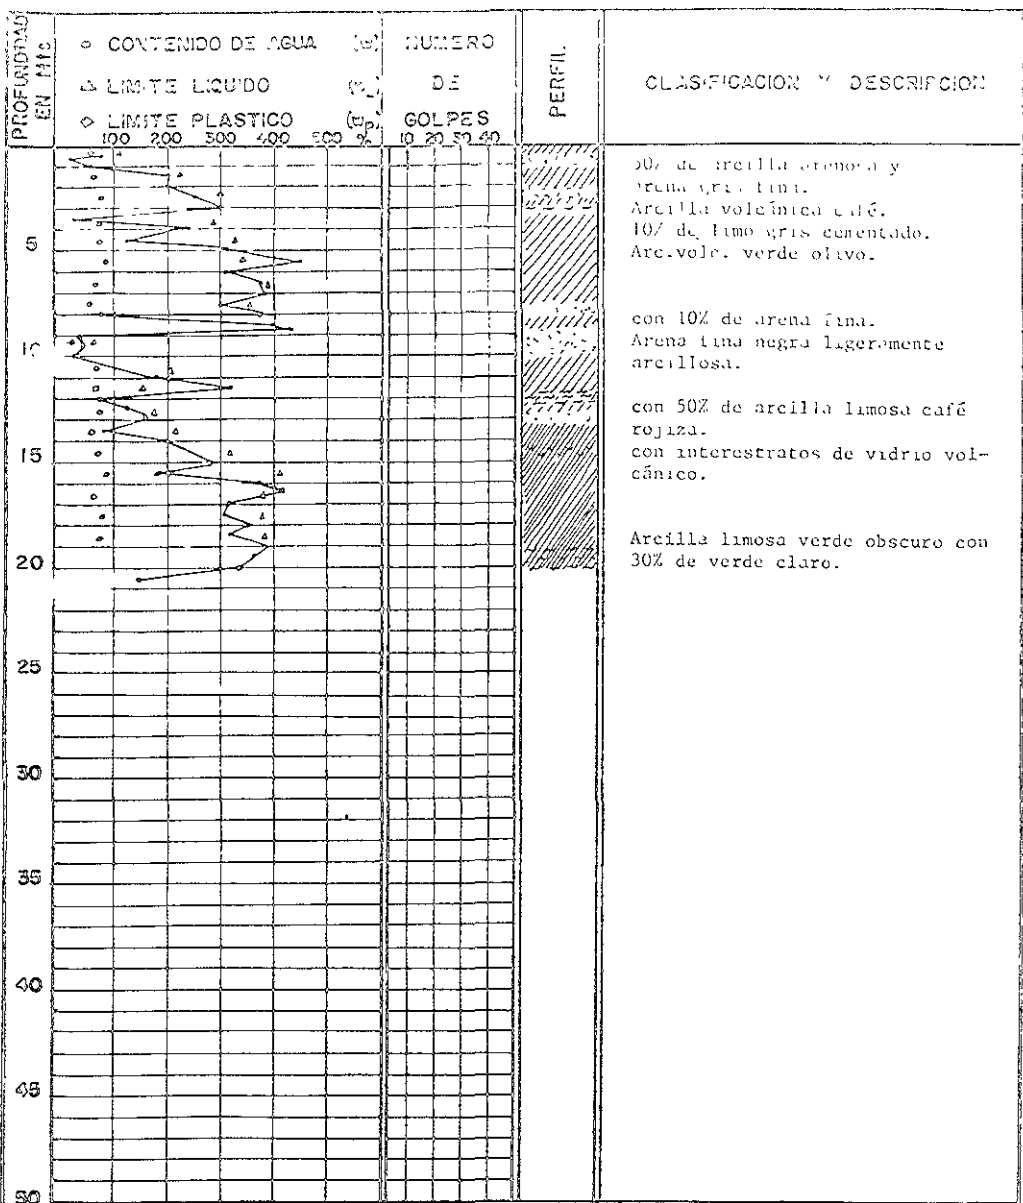 PROFUNDIDAD
EN Mts
○ CONTENIDO DE AGUA (w)
△ LIMITE LIQUIDO
◇ LIMITE PLASTICO (wp)
100 200 300 400 500 %
NUMERO
DE
GOLPES
10 20 30 40
PERFIL
CLASIFICACION Y DESCRIPCION
50% de arcilla arenosa y
arena gris fina.
Arcilla volcánica café.
10% de limo gris cementado.
Arc.volc. verde olivo.
con 10% de arena fina.
Arena fina negra ligeramente
arcillosa.
con 50% de arcilla limosa café
rojiza.
con interestratos de vidrio vol-
cánico.
Arcilla limosa verde obscuro con
30% de verde claro.
5
10
15
20
25
30
35
40
45
50